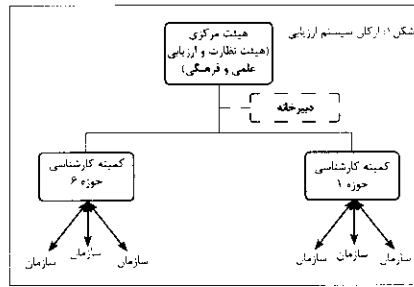 شکل ۱: ارکان سیستم ارزیابی
هیئت مرکزی
(هیئت نظارت و ارزیابی
علمی و فرهنگی)
دبیرخانه
کمیته کارشناسی
حوزه ۱
کمیته کارشناسی
حوزه ۶
سازمان
سازمان
سازمان
سازمان
سازمان
سازمان